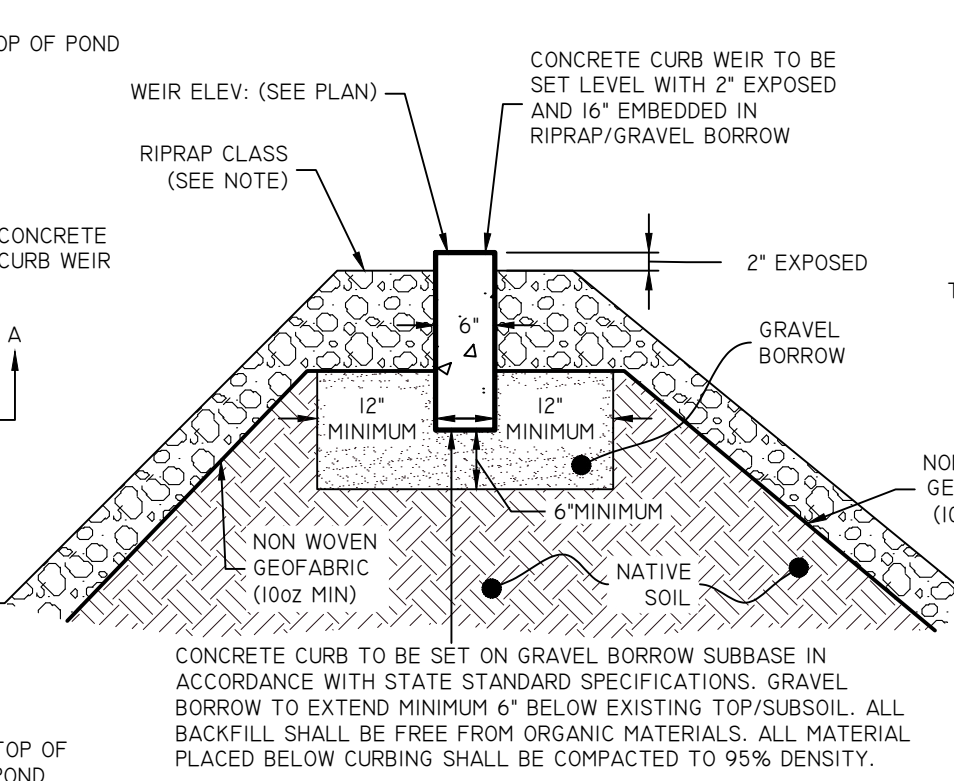 OP OF POND
WEIR ELEV: (SEE PLAN)
CONCRETE CURB WEIR TO BE
SET LEVEL WITH 2" EXPOSED
AND 16" EMBEDDED IN
RIPRAP/GRAVEL BORROW
RIPRAP CLASS
(SEE NOTE)
CONCRETE
CURB WEIR
2" EXPOSED
A
6"
GRAVEL
BORROW
12"
MINIMUM
12"
MINIMUM
6"MINIMUM
NON WOVEN
GEOFABRIC
(10oz MIN)
NATIVE
SOIL
CONCRETE CURB TO BE SET ON GRAVEL BORROW SUBBASE IN
ACCORDANCE WITH STATE STANDARD SPECIFICATIONS. GRAVEL
BORROW TO EXTEND MINIMUM 6" BELOW EXISTING TOP/SUBSOIL. ALL
BACKFILL SHALL BE FREE FROM ORGANIC MATERIALS. ALL MATERIAL
PLACED BELOW CURBING SHALL BE COMPACTED TO 95% DENSITY.
TOP OF
POND